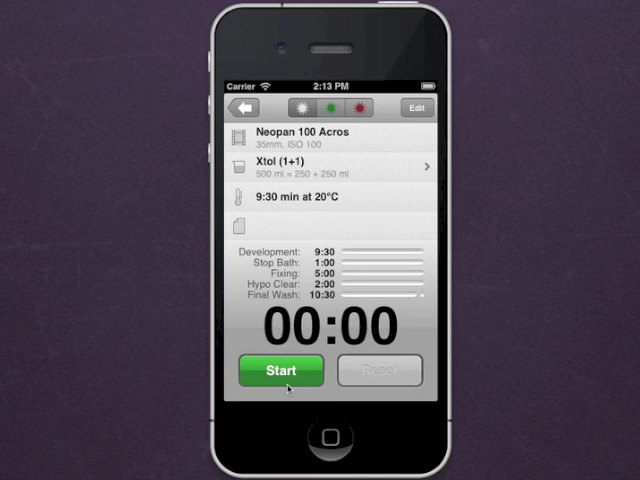 Carrier 2:13 PM
Edit
Neopan 100 Acros
35mm, ISO 100
Xtol (1+1)
500 ml = 250 + 250 ml
9:30 min at 20°C
Development: 9:30
Stop Bath: 1:00
Fixing: 5:00
Hypo Clear: 2:00
Final Wash: 10:30
00:00
Start Reset